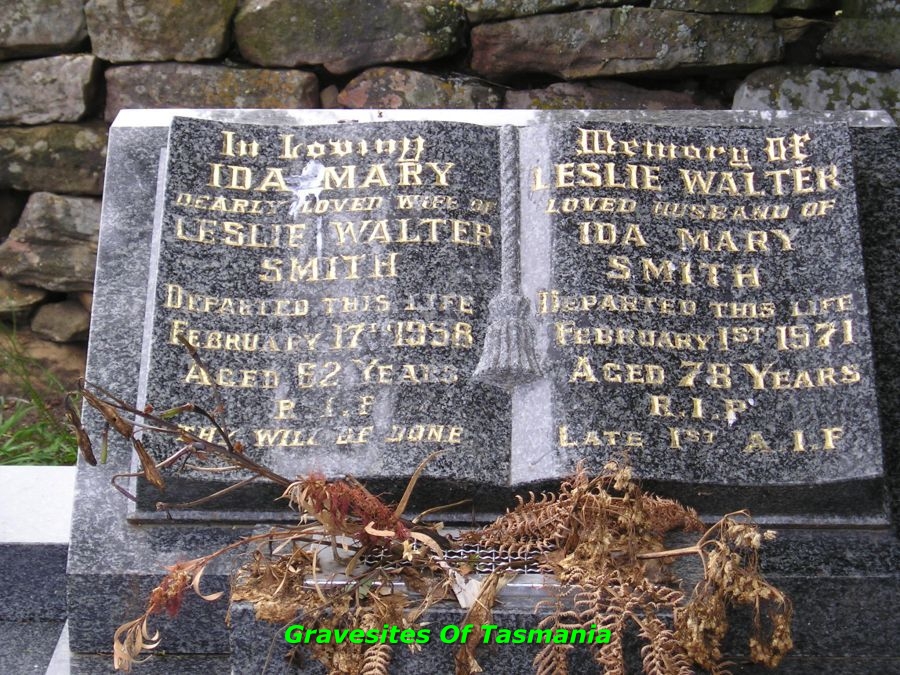 In Loving
IDA MARY
DEARLY LOVED WIFE OF
LESLIE WALTER
SMITH
DEPARTED THIS LIFE
FEBRUARY 17TH 1958
AGED 62 YEARS
R.I.P
THY WILL BE DONE
Memory Of
LESLIE WALTER
LOVED HUSBAND OF
IDA MARY
SMITH
DEPARTED THIS LIFE
FEBRUARY 1ST 1971
AGED 78 YEARS
R.I.P
LATE 1ST A.I.F
Gravesites Of Tasmania